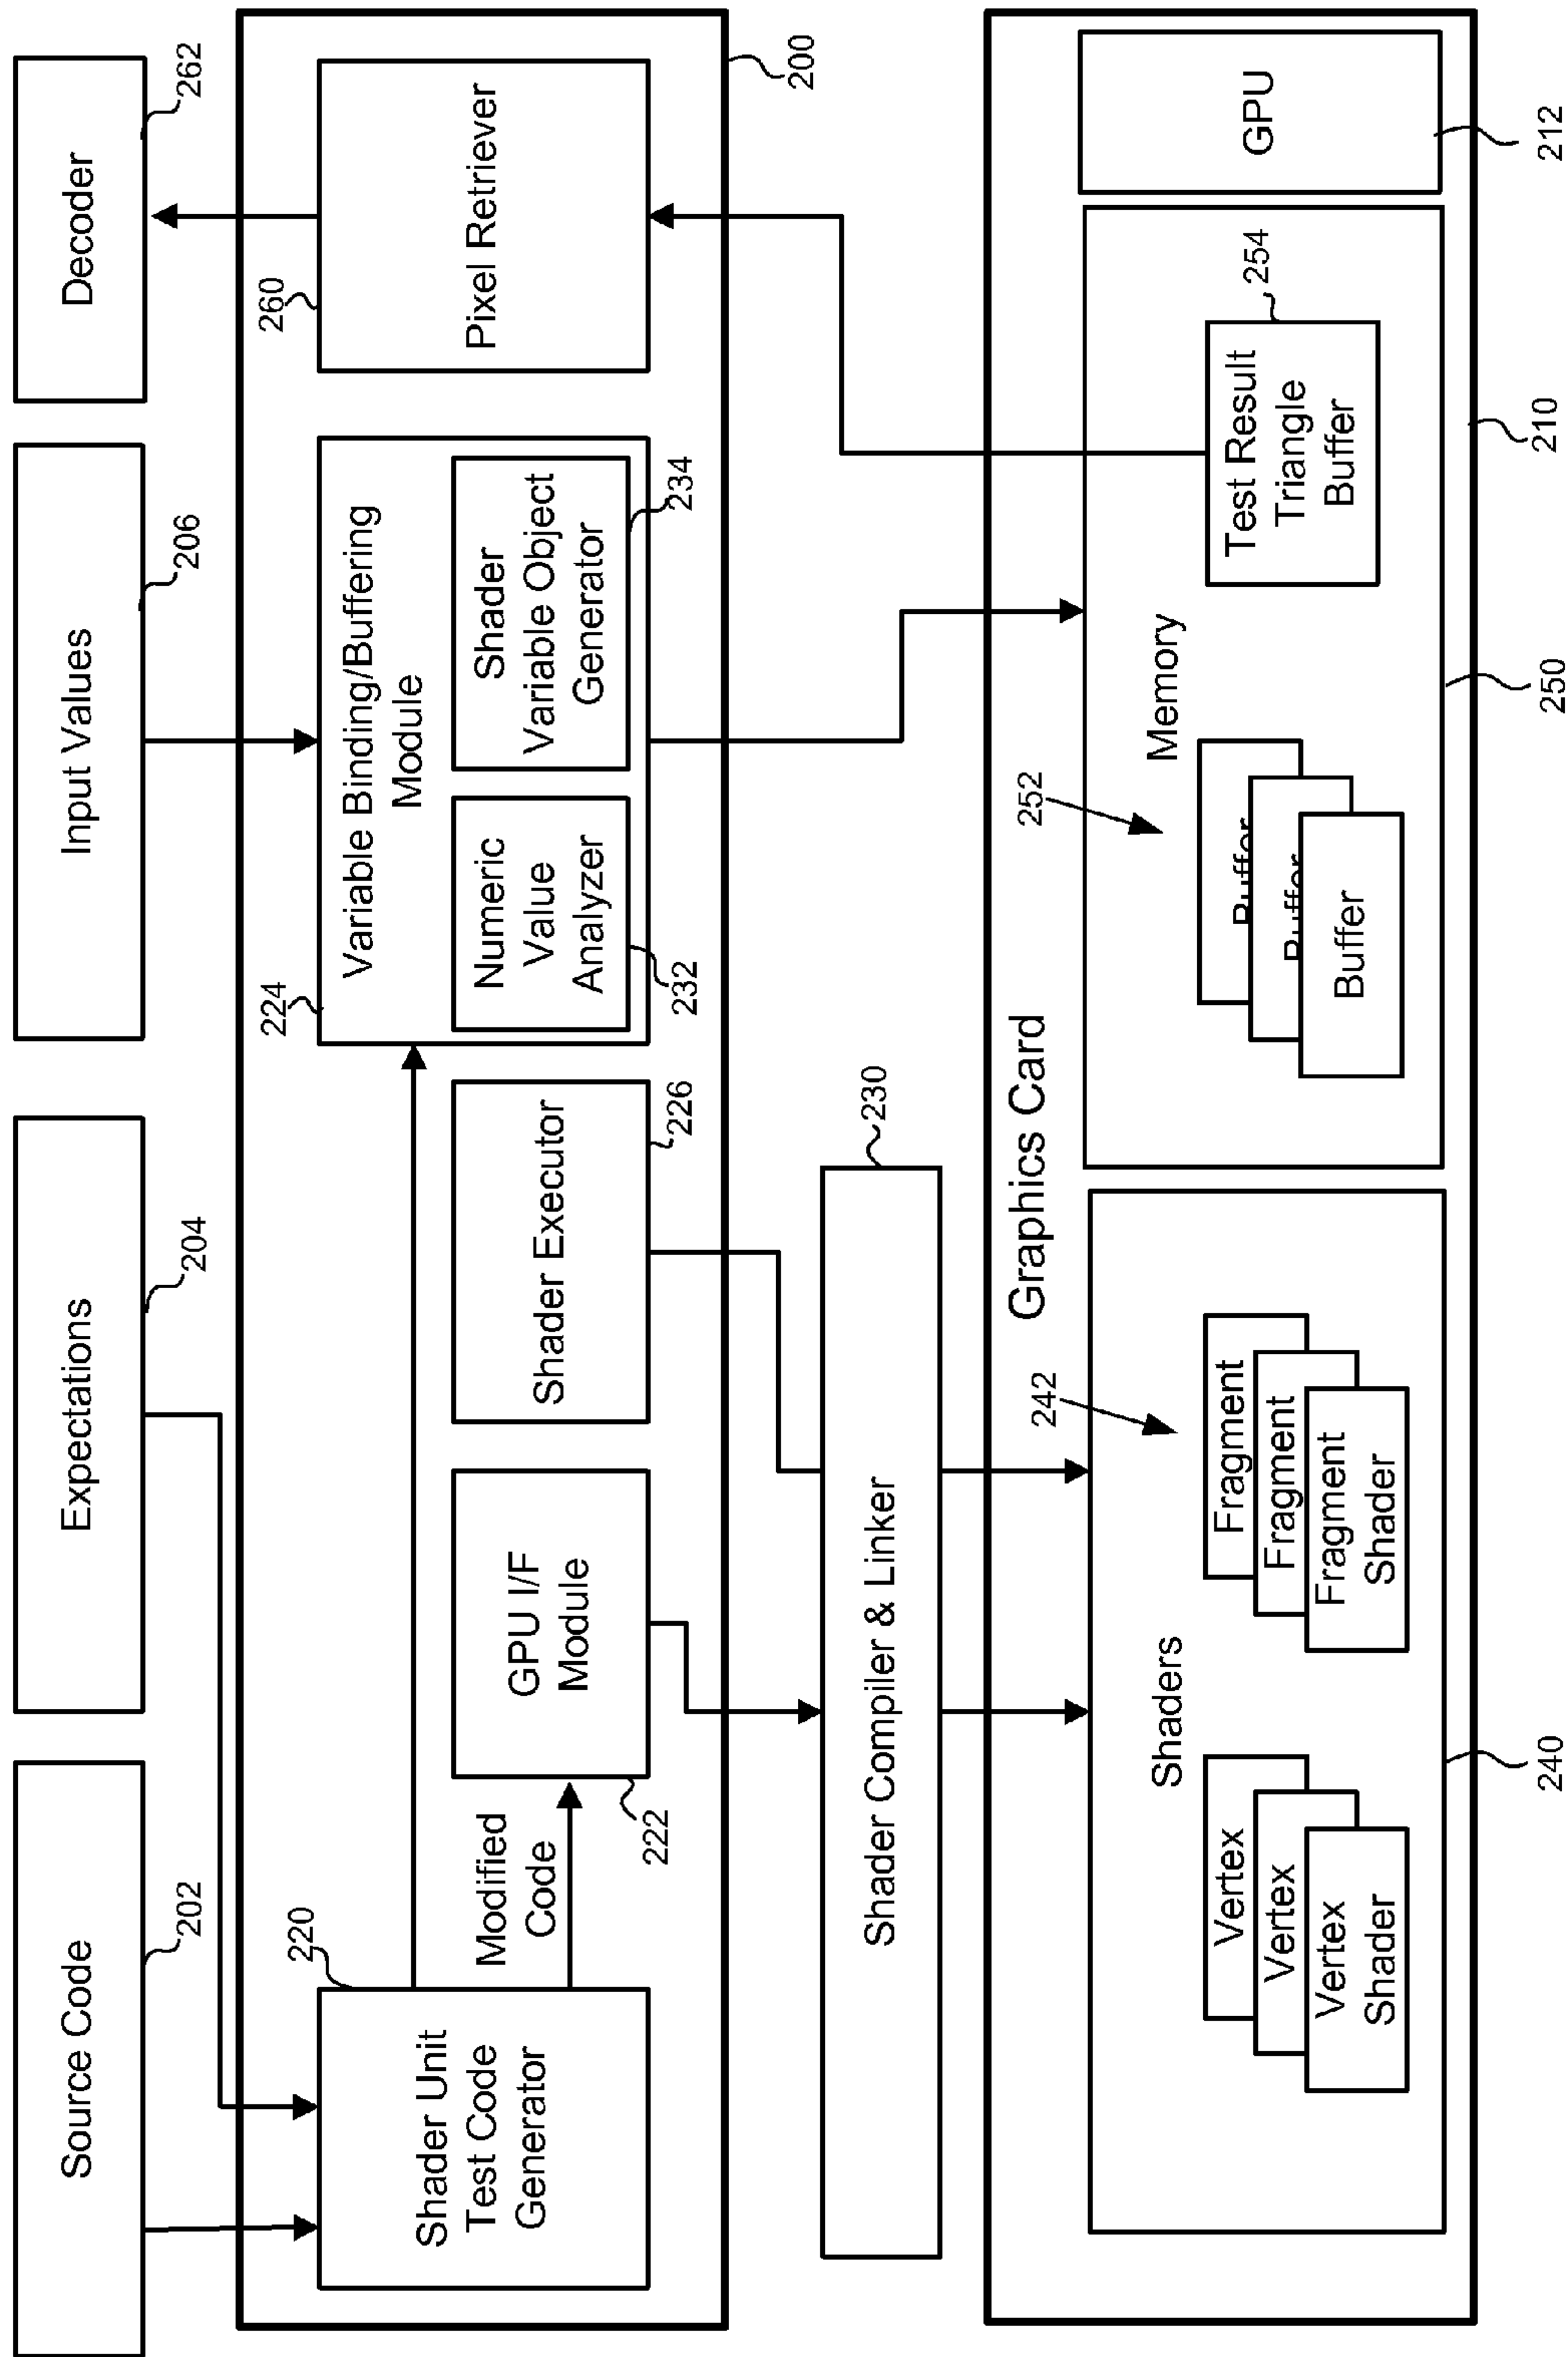 Source Code
202
Expectations
204
Input Values
206
Decoder
262
220
Shader Unit
Test Code
Generator
Modified
Code
222
GPU I/F
Module
Shader Executor
226
224
Variable Binding/Buffering
Module
Numeric
Value
Analyzer
232
Shader
Variable Object
Generator
234
260
Pixel Retriever
200
Shader Compiler & Linker
230
Graphics Card
Shaders
Vertex
Vertex
Vertex
Shader
242
Fragment
Fragment
Fragment
Shader
240
252
Memory
Buffer
Buffer
Buffer
Test Result
Triangle
Buffer
254
250
210
GPU
212